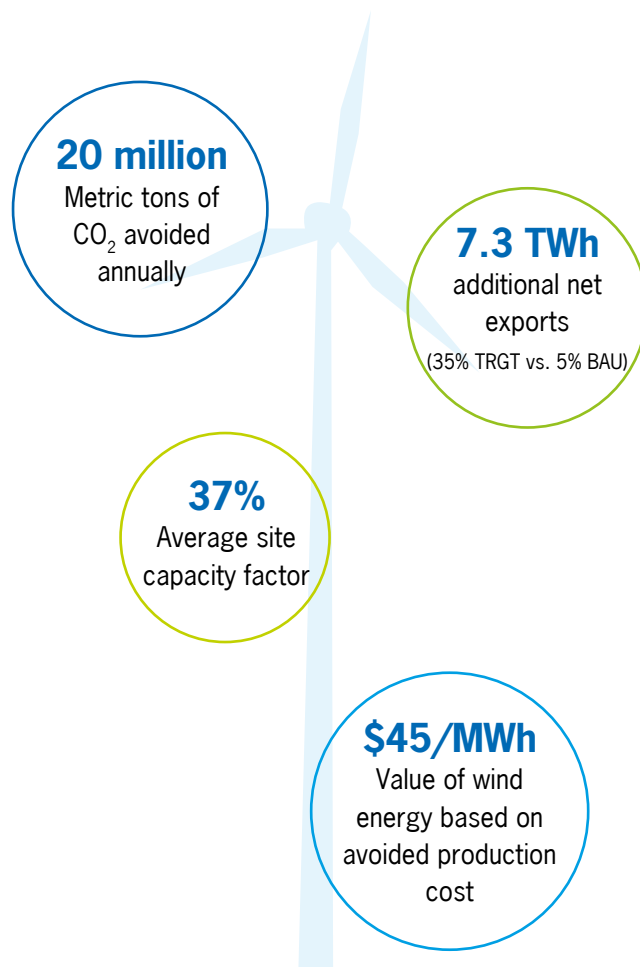 20 million
Metric tons of
CO₂ avoided
annually
7.3 TWh
additional net
exports
(35% TRGT vs. 5% BAU)
37%
Average site
capacity factor
$45/MWh
Value of wind
energy based on
avoided production
cost